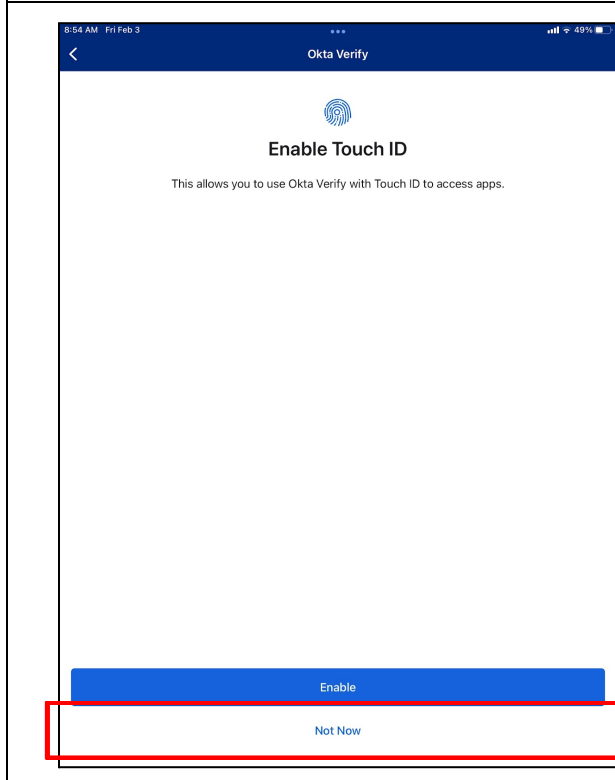 8:54 AM Fri Feb 3
49%
Okta Verify
Enable Touch ID
This allows you to use Okta Verify with Touch ID to access apps.
Enable
Not Now